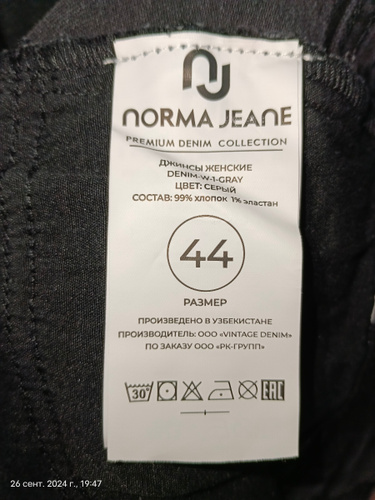 NORMA JEANE
PREMIUM DENIM COLLECTION
ДЖИНСЫ ЖЕНСКИЕ
DENIM-W-1-GRAY
ЦВЕТ: СЕРЫЙ
СОСТАВ: 99% хлопок 1% эластан
44
РАЗМЕР
ПРОИЗВЕДЕНО В УЗБЕКИСТАНЕ
ПРОИЗВОДИТЕЛЬ: ООО «VINTAGE DENIM»
ПО ЗАКАЗУ ООО «РК-ГРУПП»
30° EAC
26 сент. 2024 г., 19:47